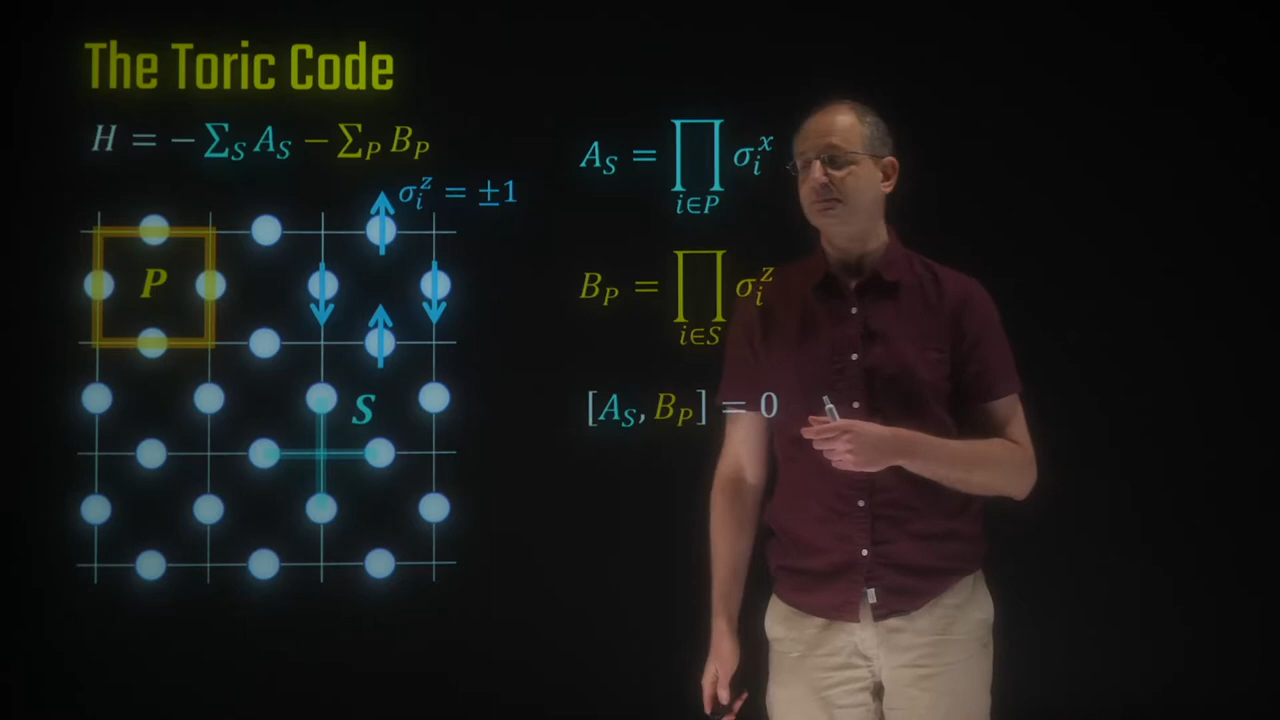 The Toric Code
H = − ∑_S A_S − ∑_P B_P
σ_i^z = ±1
P
S
A_S = ∏_{i∈P} σ_i^x
B_P = ∏_{i∈S} σ_i^z
[A_S, B_P] = 0